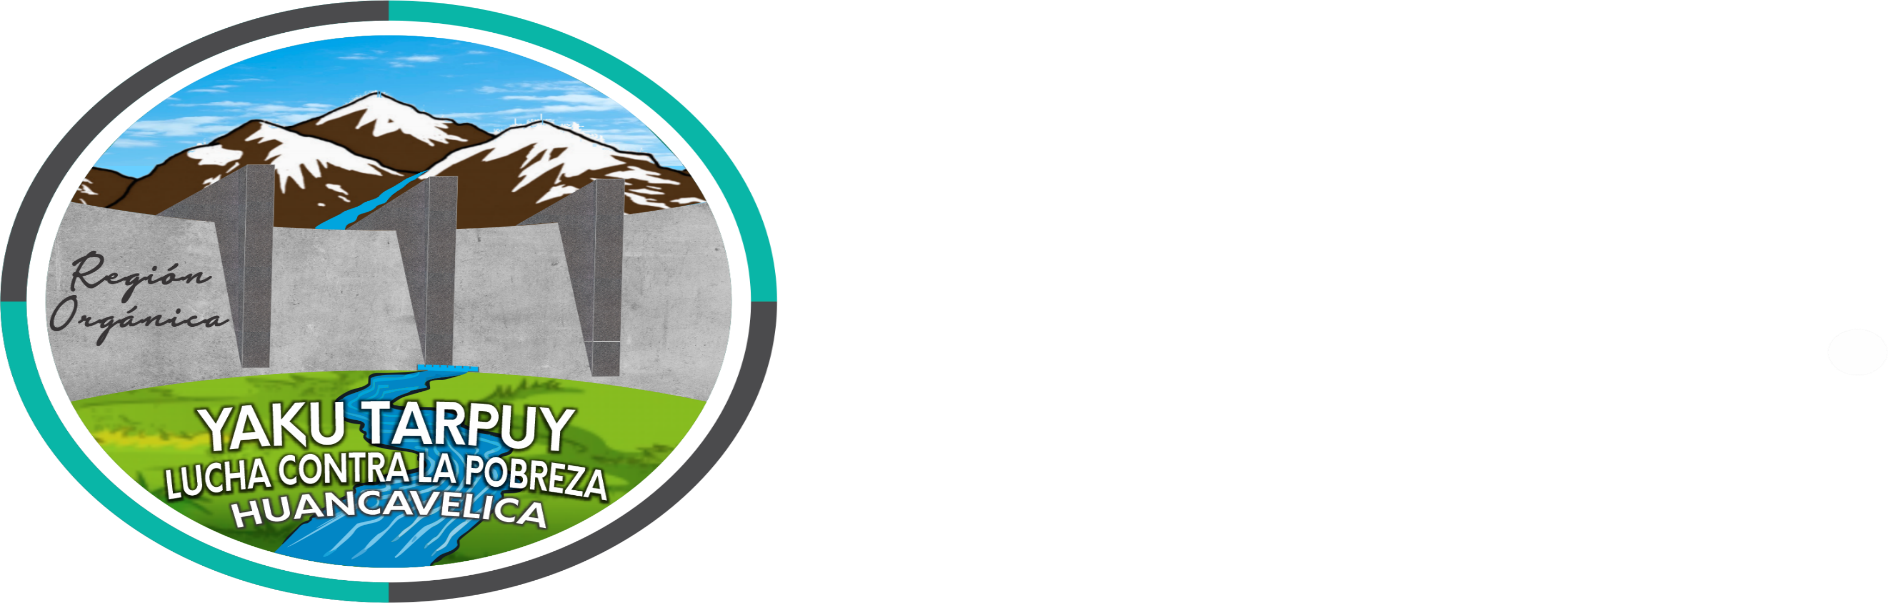 Región
Orgánica
YAKU TARPUY
LUCHA CONTRA LA POBREZA
HUANCAVELICA